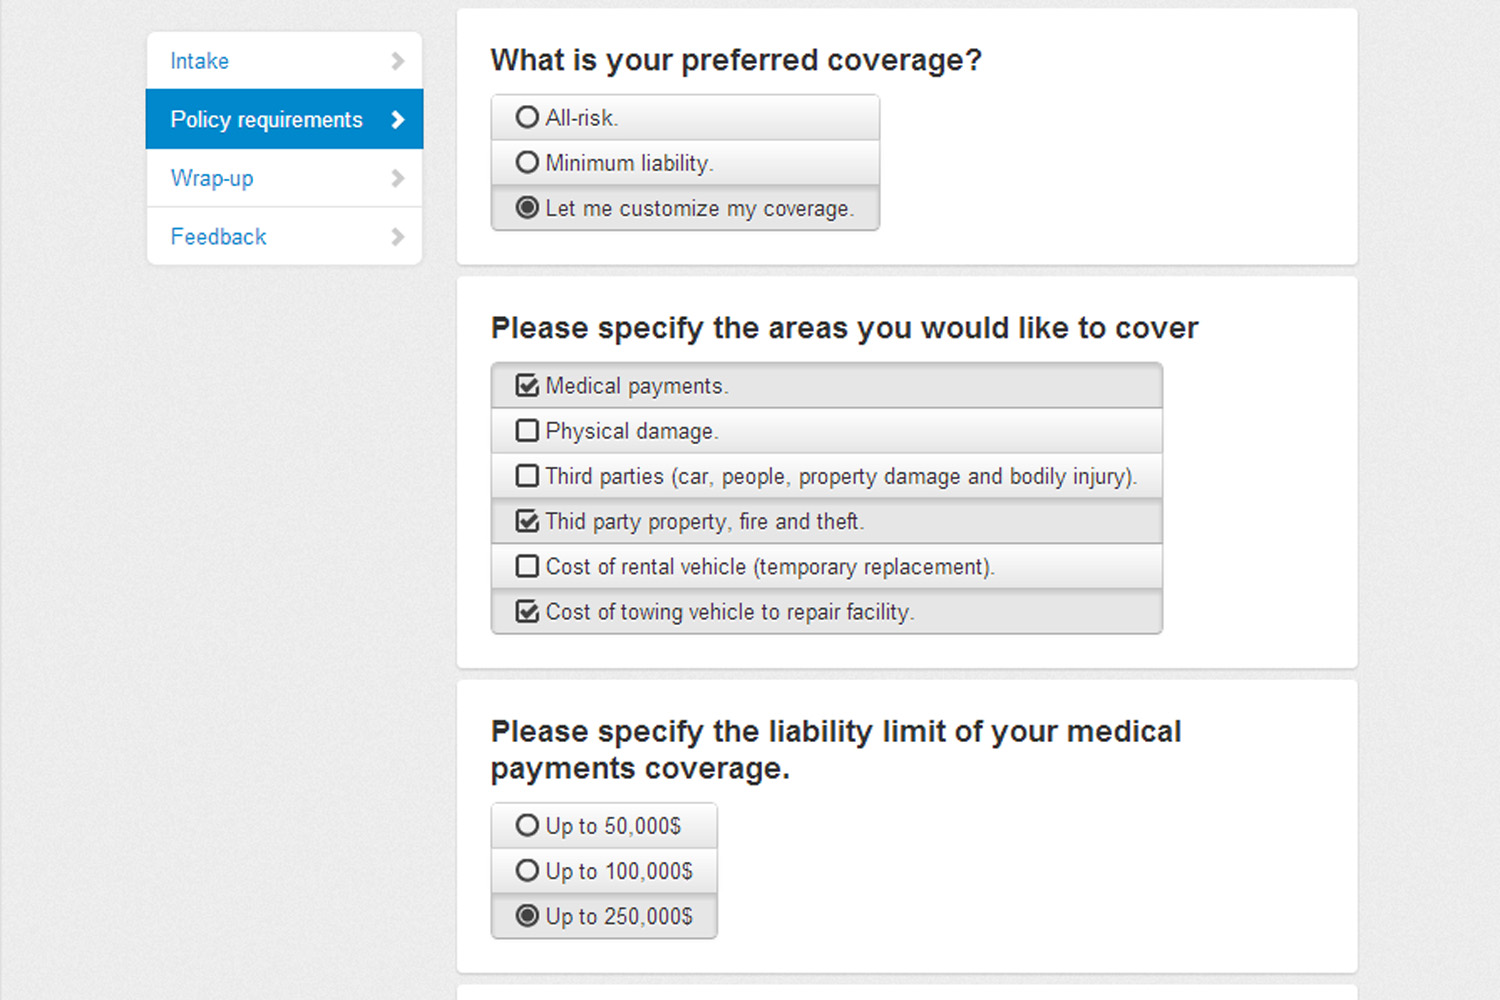 Intake
Policy requirements
Wrap-up
Feedback
What is your preferred coverage?
All-risk.
Minimum liability.
Let me customize my coverage.
Please specify the areas you would like to cover
Medical payments.
Physical damage.
Third parties (car, people, property damage and bodily injury).
Thid party property, fire and theft.
Cost of rental vehicle (temporary replacement).
Cost of towing vehicle to repair facility.
Please specify the liability limit of your medical
payments coverage.
Up to 50,000$
Up to 100,000$
Up to 250,000$